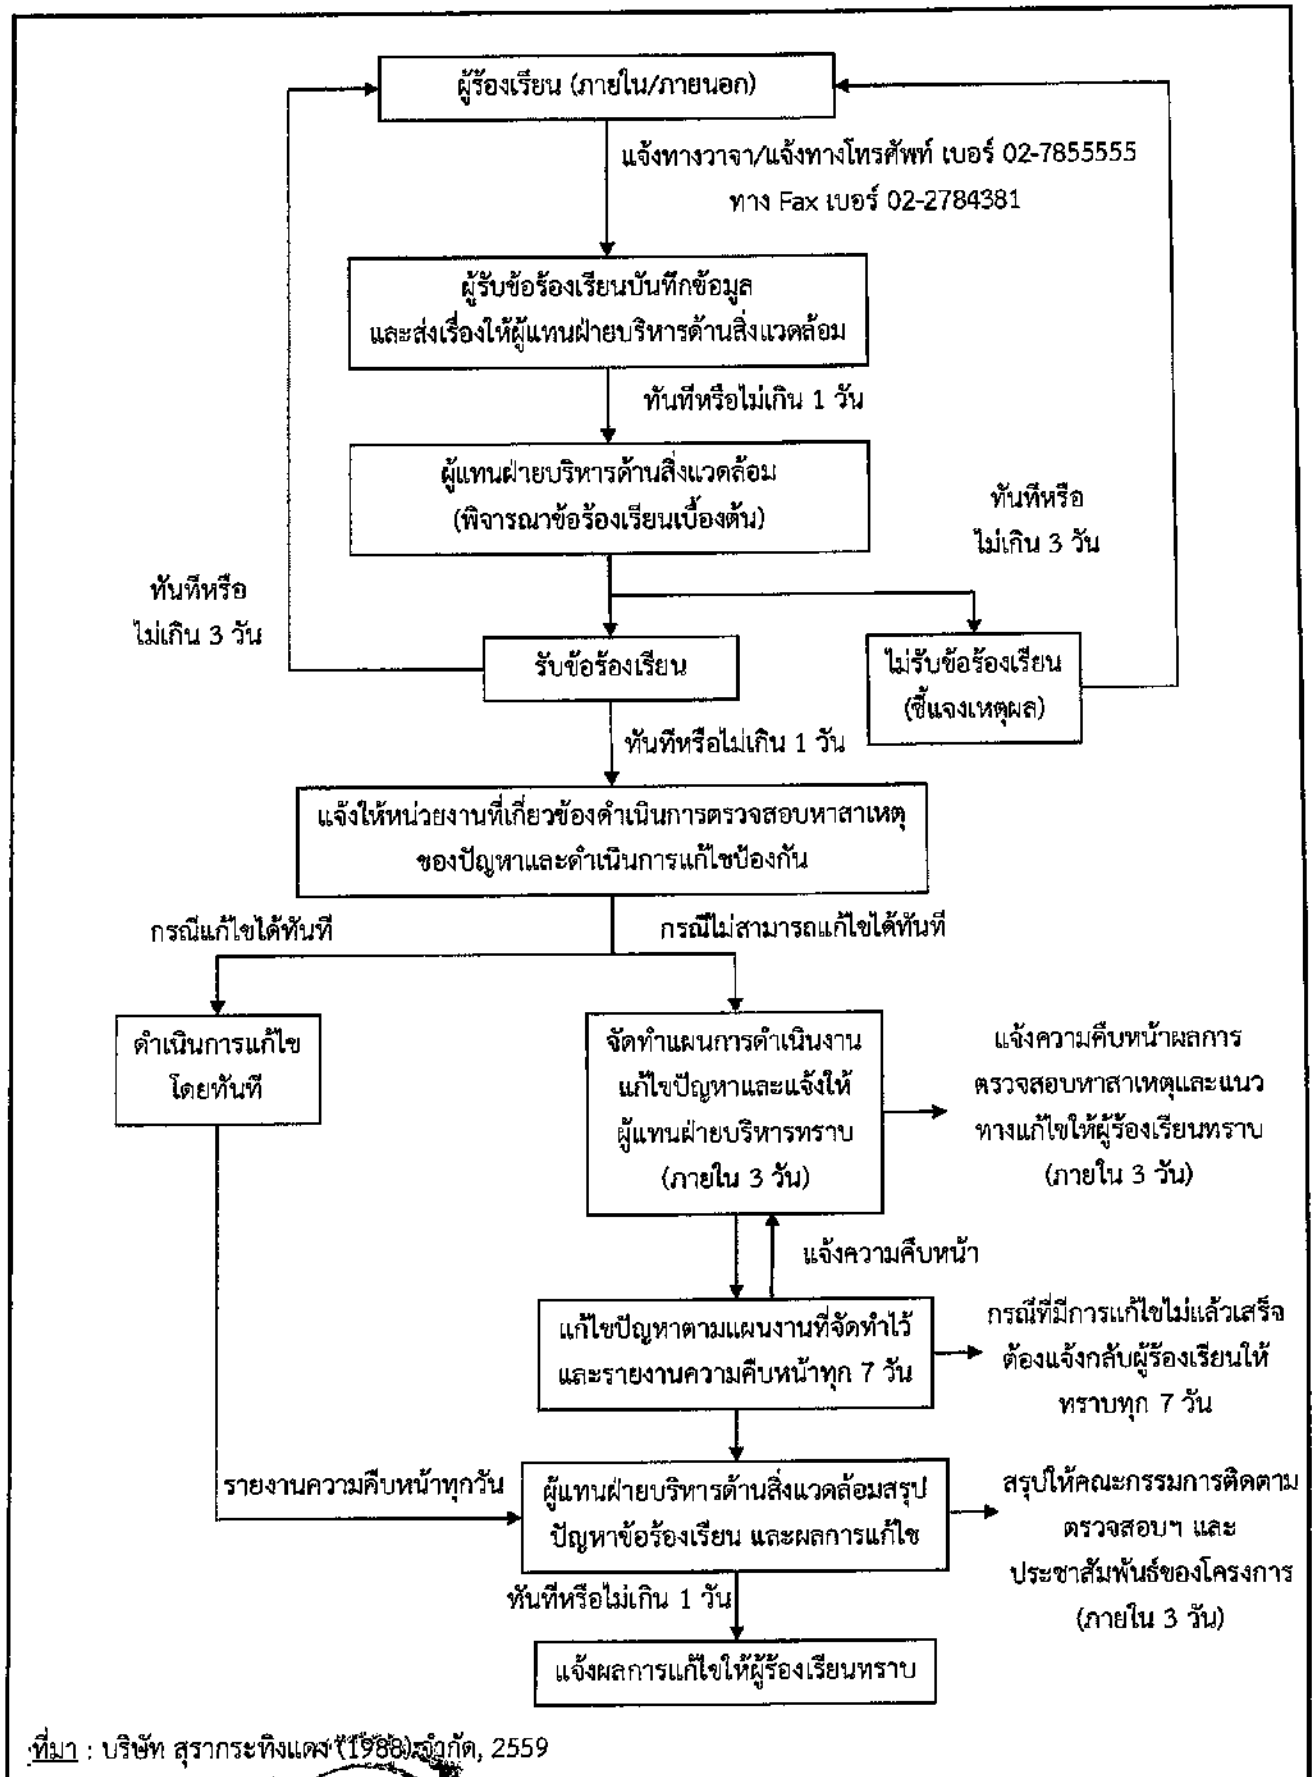 ผู้ร้องเรียน (ภายใน/ภายนอก)
แจ้งทางวาจา/แจ้งทางโทรศัพท์ เบอร์ 02-7855555
ทาง Fax เบอร์ 02-2784381
ผู้รับข้อร้องเรียนบันทึกข้อมูล
และส่งเรื่องให้ผู้แทนฝ่ายบริหารด้านสิ่งแวดล้อม
ทันทีหรือไม่เกิน 1 วัน
ผู้แทนฝ่ายบริหารด้านสิ่งแวดล้อม
(พิจารณาข้อร้องเรียนเบื้องต้น)
ทันทีหรือ
ไม่เกิน 3 วัน
ทันทีหรือ
ไม่เกิน 3 วัน
รับข้อร้องเรียน
ไม่รับข้อร้องเรียน
(ชี้แจงเหตุผล)
ทันทีหรือไม่เกิน 1 วัน
แจ้งให้หน่วยงานที่เกี่ยวข้องดำเนินการตรวจสอบหาสาเหตุ
ของปัญหาและดำเนินการแก้ไขป้องกัน
กรณีแก้ไขได้ทันที
กรณีไม่สามารถแก้ไขได้ทันที
ดำเนินการแก้ไข
โดยทันที
จัดทำแผนการดำเนินงาน
แก้ไขปัญหาและแจ้งให้
ผู้แทนฝ่ายบริหารทราบ
(ภายใน 3 วัน)
แจ้งความคืบหน้าผลการ
ตรวจสอบหาสาเหตุและแนว
ทางแก้ไขให้ผู้ร้องเรียนทราบ
(ภายใน 3 วัน)
แจ้งความคืบหน้า
แก้ไขปัญหาตามแผนงานที่จัดทำไว้
และรายงานความคืบหน้าทุก 7 วัน
กรณีที่มีการแก้ไขไม่แล้วเสร็จ
ต้องแจ้งกลับผู้ร้องเรียนให้
ทราบทุก 7 วัน
รายงานความคืบหน้าทุกวัน
ผู้แทนฝ่ายบริหารด้านสิ่งแวดล้อมสรุป
ปัญหาข้อร้องเรียน และผลการแก้ไข
สรุปให้คณะกรรมการติดตาม
ตรวจสอบฯ และ
ประชาสัมพันธ์ของโครงการ
(ภายใน 3 วัน)
ทันทีหรือไม่เกิน 1 วัน
แจ้งผลการแก้ไขให้ผู้ร้องเรียนทราบ
ที่มา : บริษัท สุรากระทิงแดง (1988) จำกัด, 2559